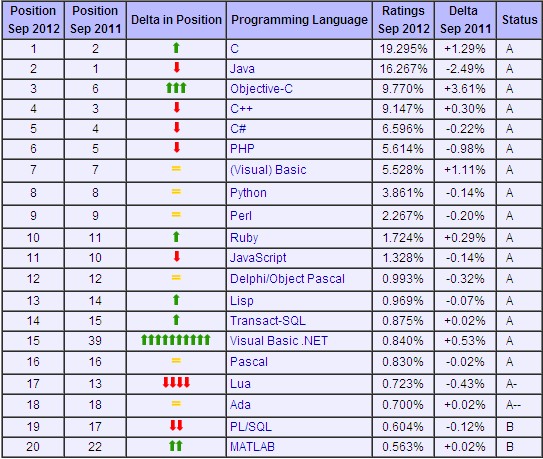 Position Sep 2012 Position Sep 2011 Delta in Position Programming Language Ratings Sep 2012 Delta Sep 2011 Status
1 2 C 19.295% +1.29% A
2 1 Java 16.267% -2.49% A
3 6 Objective-C 9.770% +3.61% A
4 3 C++ 9.147% +0.30% A
5 4 C# 6.596% -0.22% A
6 5 PHP 5.614% -0.98% A
7 7 = (Visual) Basic 5.528% +1.11% A
8 8 = Python 3.861% -0.14% A
9 9 = Perl 2.267% -0.20% A
10 11 Ruby 1.724% +0.29% A
11 10 JavaScript 1.328% -0.14% A
12 12 = Delphi/Object Pascal 0.993% -0.32% A
13 14 Lisp 0.969% -0.07% A
14 15 Transact-SQL 0.875% +0.02% A
15 39 Visual Basic .NET 0.840% +0.53% A
16 16 = Pascal 0.830% -0.02% A
17 13 Lua 0.723% -0.43% A-
18 18 = Ada 0.700% +0.02% A--
19 17 PL/SQL 0.604% -0.12% B
20 22 MATLAB 0.563% +0.02% B